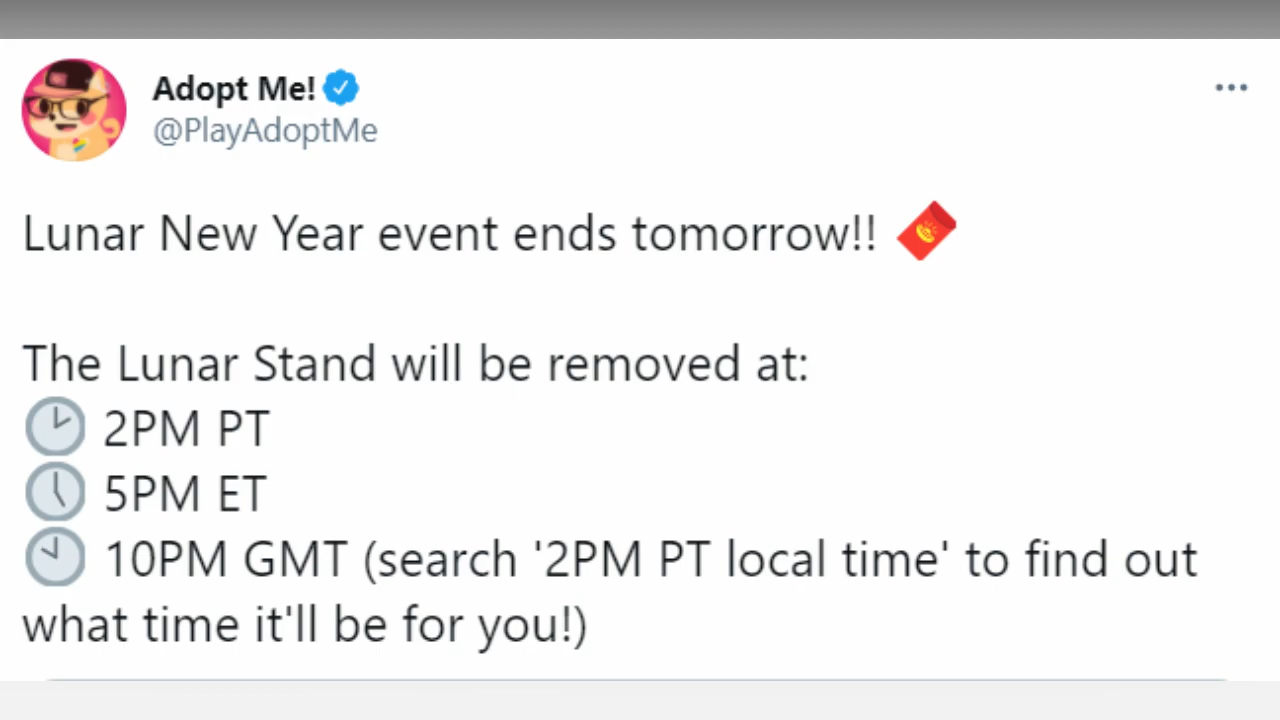 Adopt Me!
@PlayAdoptMe
Lunar New Year event ends tomorrow!! 🧧
The Lunar Stand will be removed at:
🕑 2PM PT
🕔 5PM ET
🕙 10PM GMT (search '2PM PT local time' to find out
what time it'll be for you!)